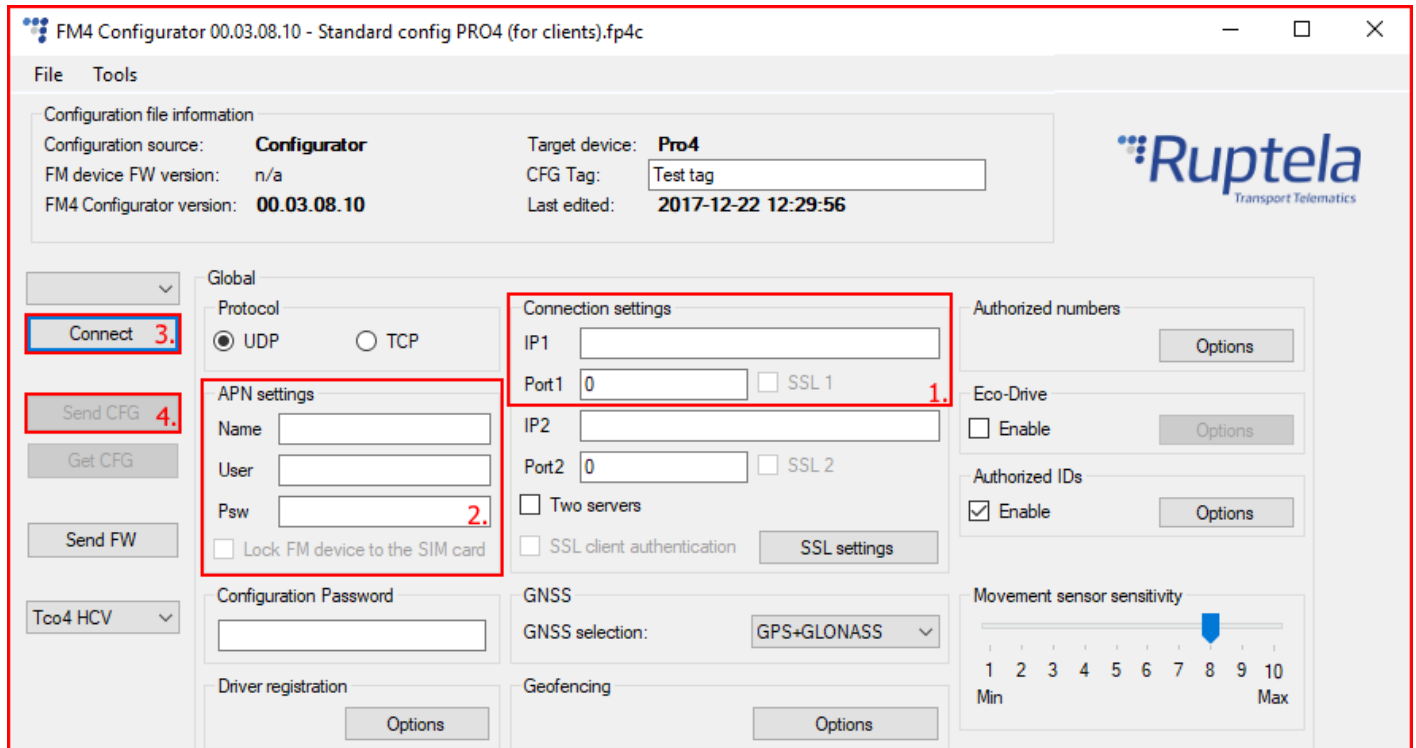 FM4 Configurator 00.03.08.10 - Standard config PRO4 (for clients).fp4c
File Tools
Configuration file information
Configuration source: Configurator Target device: Pro4
FM device FW version: n/a CFG Tag: Test tag
FM4 Configurator version: 00.03.08.10 Last edited: 2017-12-22 12:29:56
Ruptela
Transport Telematics
Connect 3.
Send CFG 4.
Get CFG
Send FW
Tco4 HCV
Global
Protocol
UDP TCP
APN settings
Name
User
Psw 2.
Lock FM device to the SIM card
Configuration Password
Driver registration
Options
Connection settings
IP1
Port1 0 SSL 1 1.
IP2
Port2 0 SSL 2
Two servers
SSL client authentication SSL settings
GNSS
GNSS selection: GPS+GLONASS
Geofencing
Options
Authorized numbers
Options
Eco-Drive
Enable Options
Authorized IDs
Enable Options
Movement sensor sensitivity
1 2 3 4 5 6 7 8 9 10
Min Max